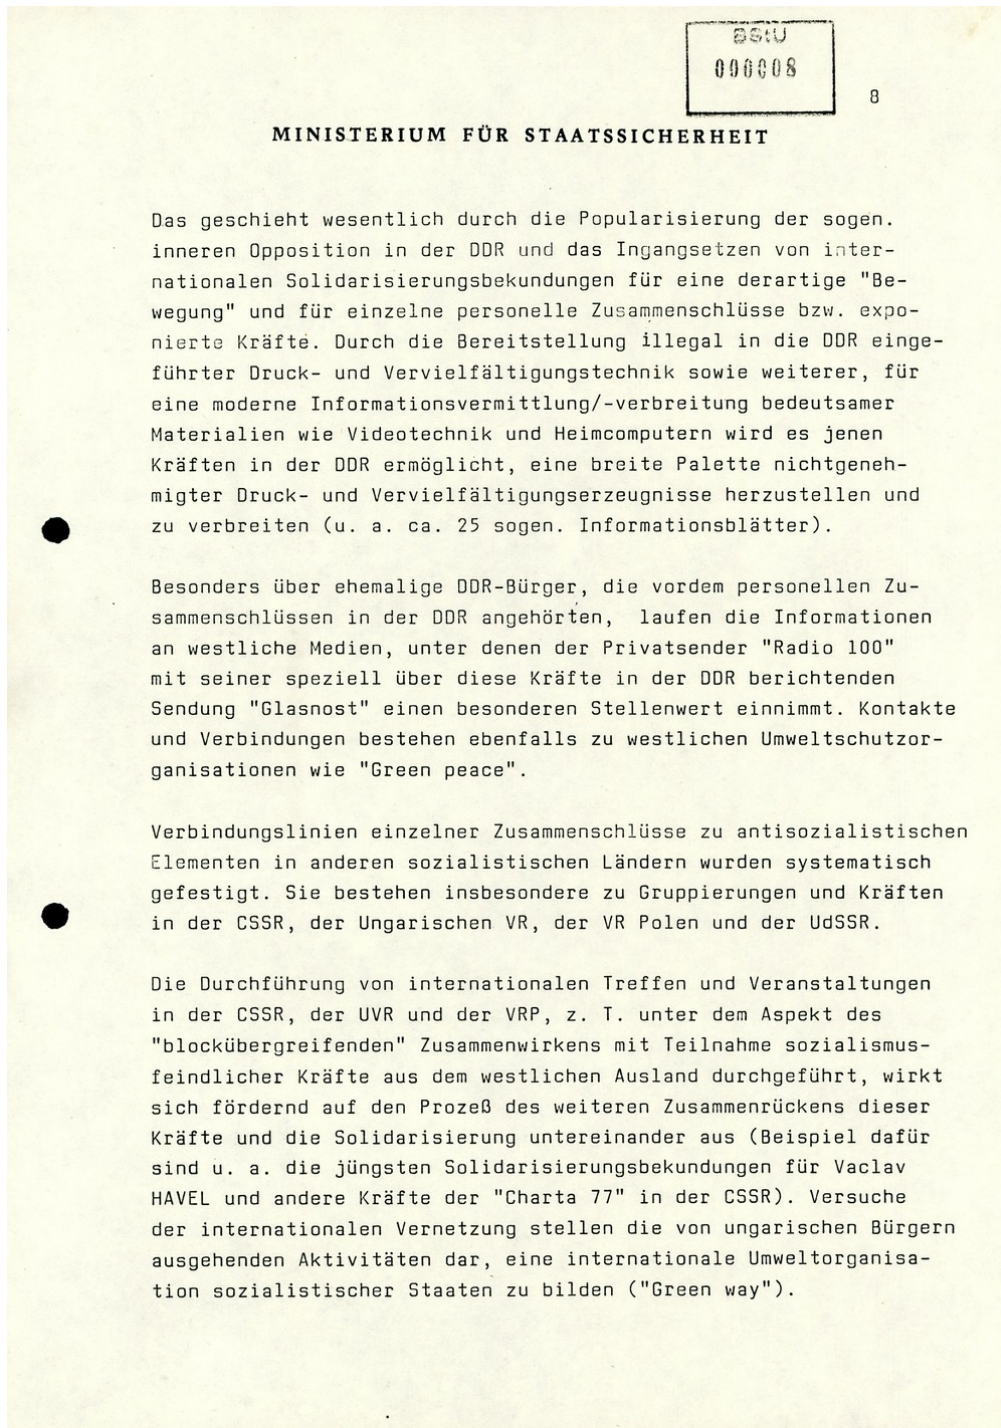 BStU
000008
8
MINISTERIUM FÜR STAATSSICHERHEIT
Das geschieht wesentlich durch die Popularisierung der sogen.
inneren Opposition in der DDR und das Ingangsetzen von inter-
nationalen Solidarisierungsbekundungen für eine derartige "Be-
wegung" und für einzelne personelle Zusammenschlüsse bzw. expo-
nierte Kräfte. Durch die Bereitstellung illegal in die DDR einge-
führter Druck- und Vervielfältigungstechnik sowie weiterer, für
eine moderne Informationsvermittlung/-verbreitung bedeutsamer
Materialien wie Videotechnik und Heimcomputern wird es jenen
Kräften in der DDR ermöglicht, eine breite Palette nichtgeneh-
migter Druck- und Vervielfältigungserzeugnisse herzustellen und
zu verbreiten (u. a. ca. 25 sogen. Informationsblätter).
Besonders über ehemalige DDR-Bürger, die vordem personellen Zu-
sammenschlüssen in der DDR angehörten, laufen die Informationen
an westliche Medien, unter denen der Privatsender "Radio 100"
mit seiner speziell über diese Kräfte in der DDR berichtenden
Sendung "Glasnost" einen besonderen Stellenwert einnimmt. Kontakte
und Verbindungen bestehen ebenfalls zu westlichen Umweltschutzor-
ganisationen wie "Green peace".
Verbindungslinien einzelner Zusammenschlüsse zu antisozialistischen
Elementen in anderen sozialistischen Ländern wurden systematisch
gefestigt. Sie bestehen insbesondere zu Gruppierungen und Kräften
in der CSSR, der Ungarischen VR, der VR Polen und der UdSSR.
Die Durchführung von internationalen Treffen und Veranstaltungen
in der CSSR, der UVR und der VRP, z. T. unter dem Aspekt des
"blockübergreifenden" Zusammenwirkens mit Teilnahme sozialismus-
feindlicher Kräfte aus dem westlichen Ausland durchgeführt, wirkt
sich fördernd auf den Prozeß des weiteren Zusammenrückens dieser
Kräfte und die Solidarisierung untereinander aus (Beispiel dafür
sind u. a. die jüngsten Solidarisierungsbekundungen für Vaclav
HAVEL und andere Kräfte der "Charta 77" in der CSSR). Versuche
der internationalen Vernetzung stellen die von ungarischen Bürgern
ausgehenden Aktivitäten dar, eine internationale Umweltorganisa-
tion sozialistischer Staaten zu bilden ("Green way").